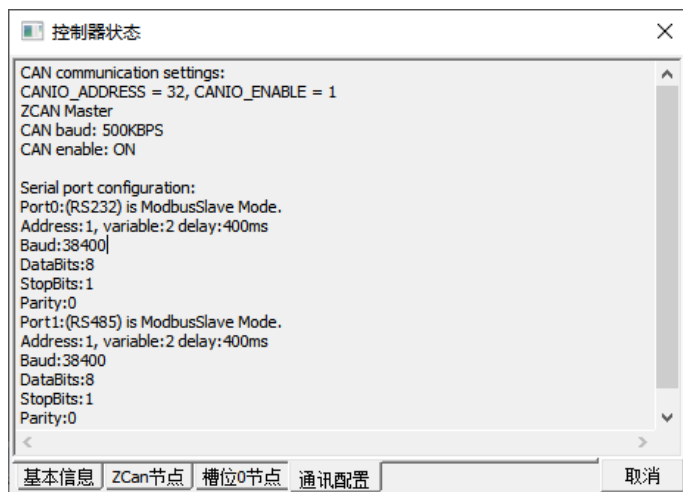 控制器状态
CAN communication settings:
CANIO_ADDRESS = 32, CANIO_ENABLE = 1
ZCAN Master
CAN baud: 500KBPS
CAN enable: ON
Serial port configuration:
Port0:(RS232) is ModbusSlave Mode.
Address:1, variable:2 delay:400ms
Baud:38400
DataBits:8
StopBits:1
Parity:0
Port1:(RS485) is ModbusSlave Mode.
Address:1, variable:2 delay:400ms
Baud:38400
DataBits:8
StopBits:1
Parity:0
基本信息 ZCan节点 槽位0节点 通讯配置 取消